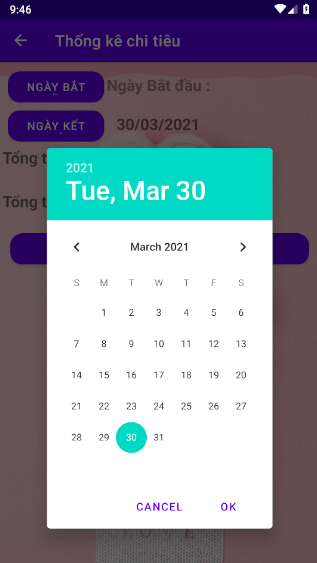 9:46
Thống kê chi tiêu
NGÀY BẮT
Ngày Bắt đầu :
NGÀY KẾT
30/03/2021
Tổng t
Tổng t
2021
Tue, Mar 30
March 2021
S M T W T F S
1 2 3 4 5 6
7 8 9 10 11 12 13
14 15 16 17 18 19 20
21 22 23 24 25 26 27
28 29 30 31
CANCEL OK
LOVE